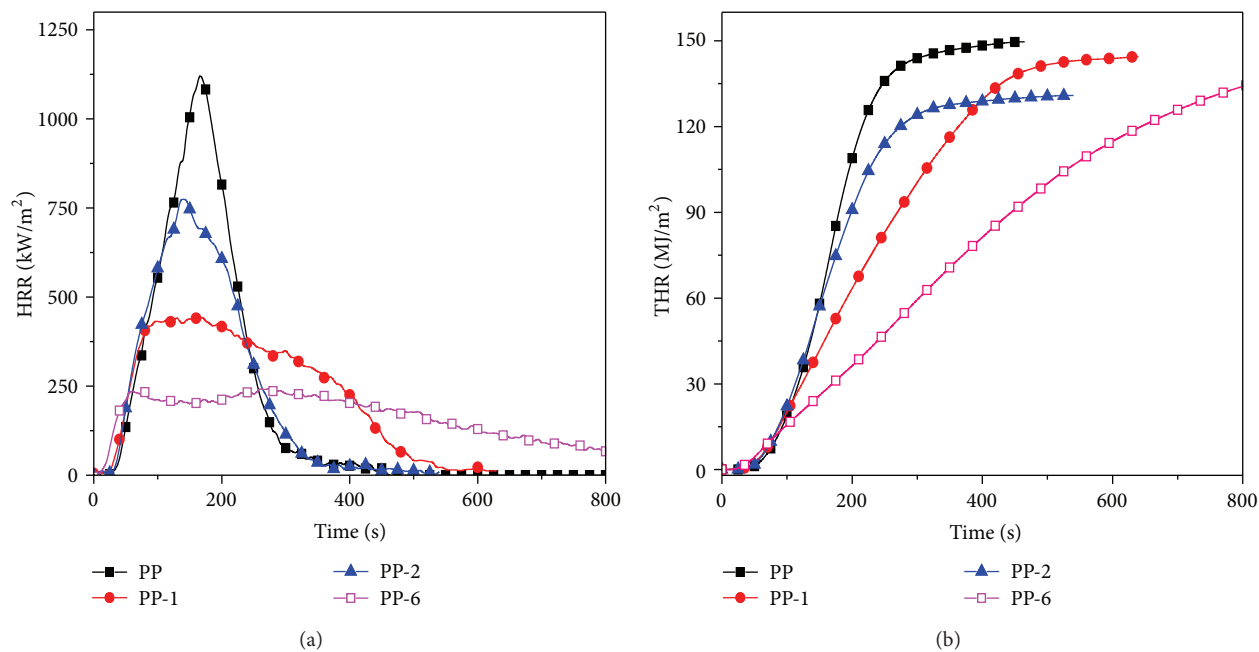 HRR (kW/m²)
1250
1000
750
500
250
0
0 200 400 600 800
Time (s)
PP PP-2
PP-1 PP-6
(a)
THR (MJ/m²)
150
120
90
60
30
0
0 200 400 600 800
Time (s)
PP PP-2
PP-1 PP-6
(b)